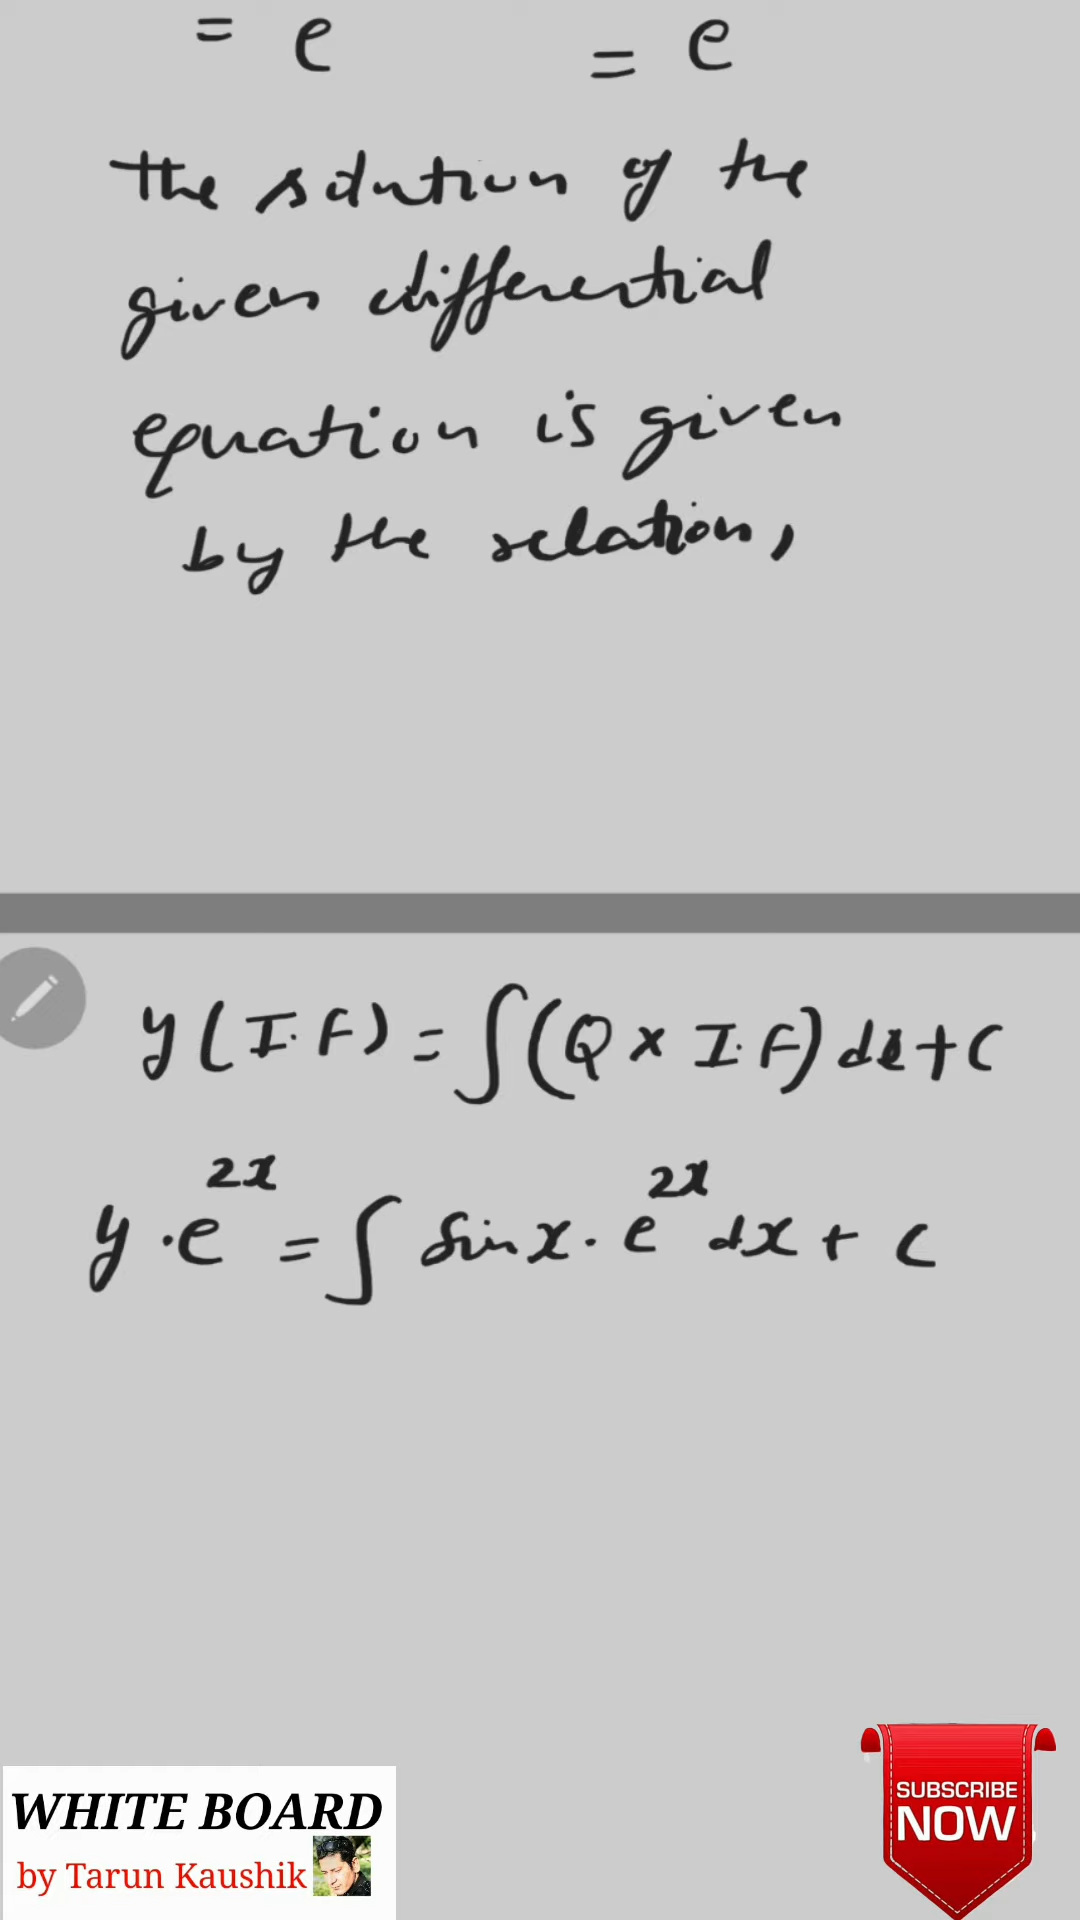 = e = e
The solution of the
given differential
equation is given
by the relation,
y(I.F) = ∫(Q × I.F) dx + C
y · e^2x = ∫ sin x · e^2x dx + C
WHITE BOARD
by Tarun Kaushik
SUBSCRIBE
NOW